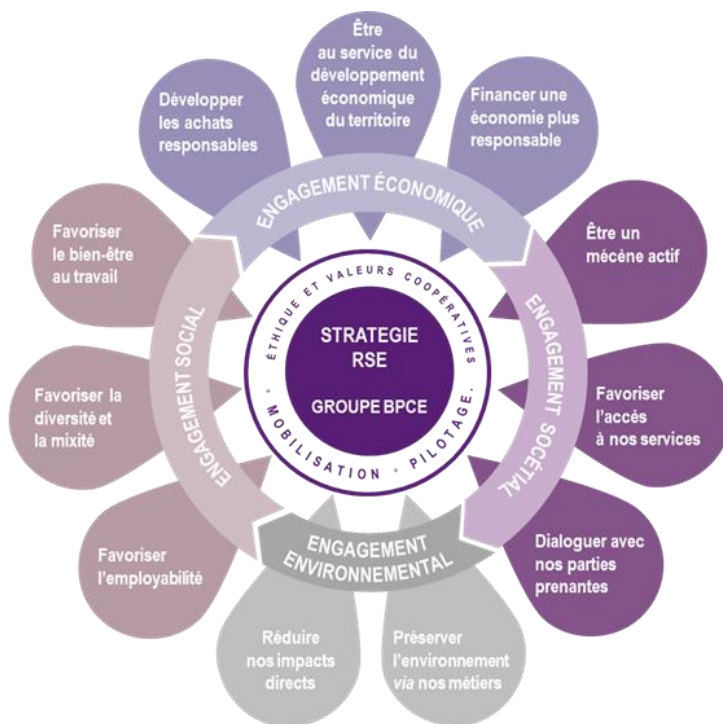 Être
au service du
développement
économique
du territoire
Développer
les achats
responsables
Financer une
économie plus
responsable
ENGAGEMENT ÉCONOMIQUE
Favoriser
le bien-être
au travail
Être un
mécène actif
ÉTHIQUE ET VALEURS COOPÉRATIVES
STRATEGIE
RSE
GROUPE BPCE
• MOBILISATION • PILOTAGE •
ENGAGEMENT SOCIAL
ENGAGEMENT SOCÉTIAL
Favoriser la
diversité et
la mixité
Favoriser
l'accès
à nos services
ENGAGEMENT
ENVIRONNEMENTAL
Favoriser
l'employabilité
Dialoguer avec
nos parties
prenantes
Réduire
nos impacts
directs
Préserver
l'environnement
via nos métiers